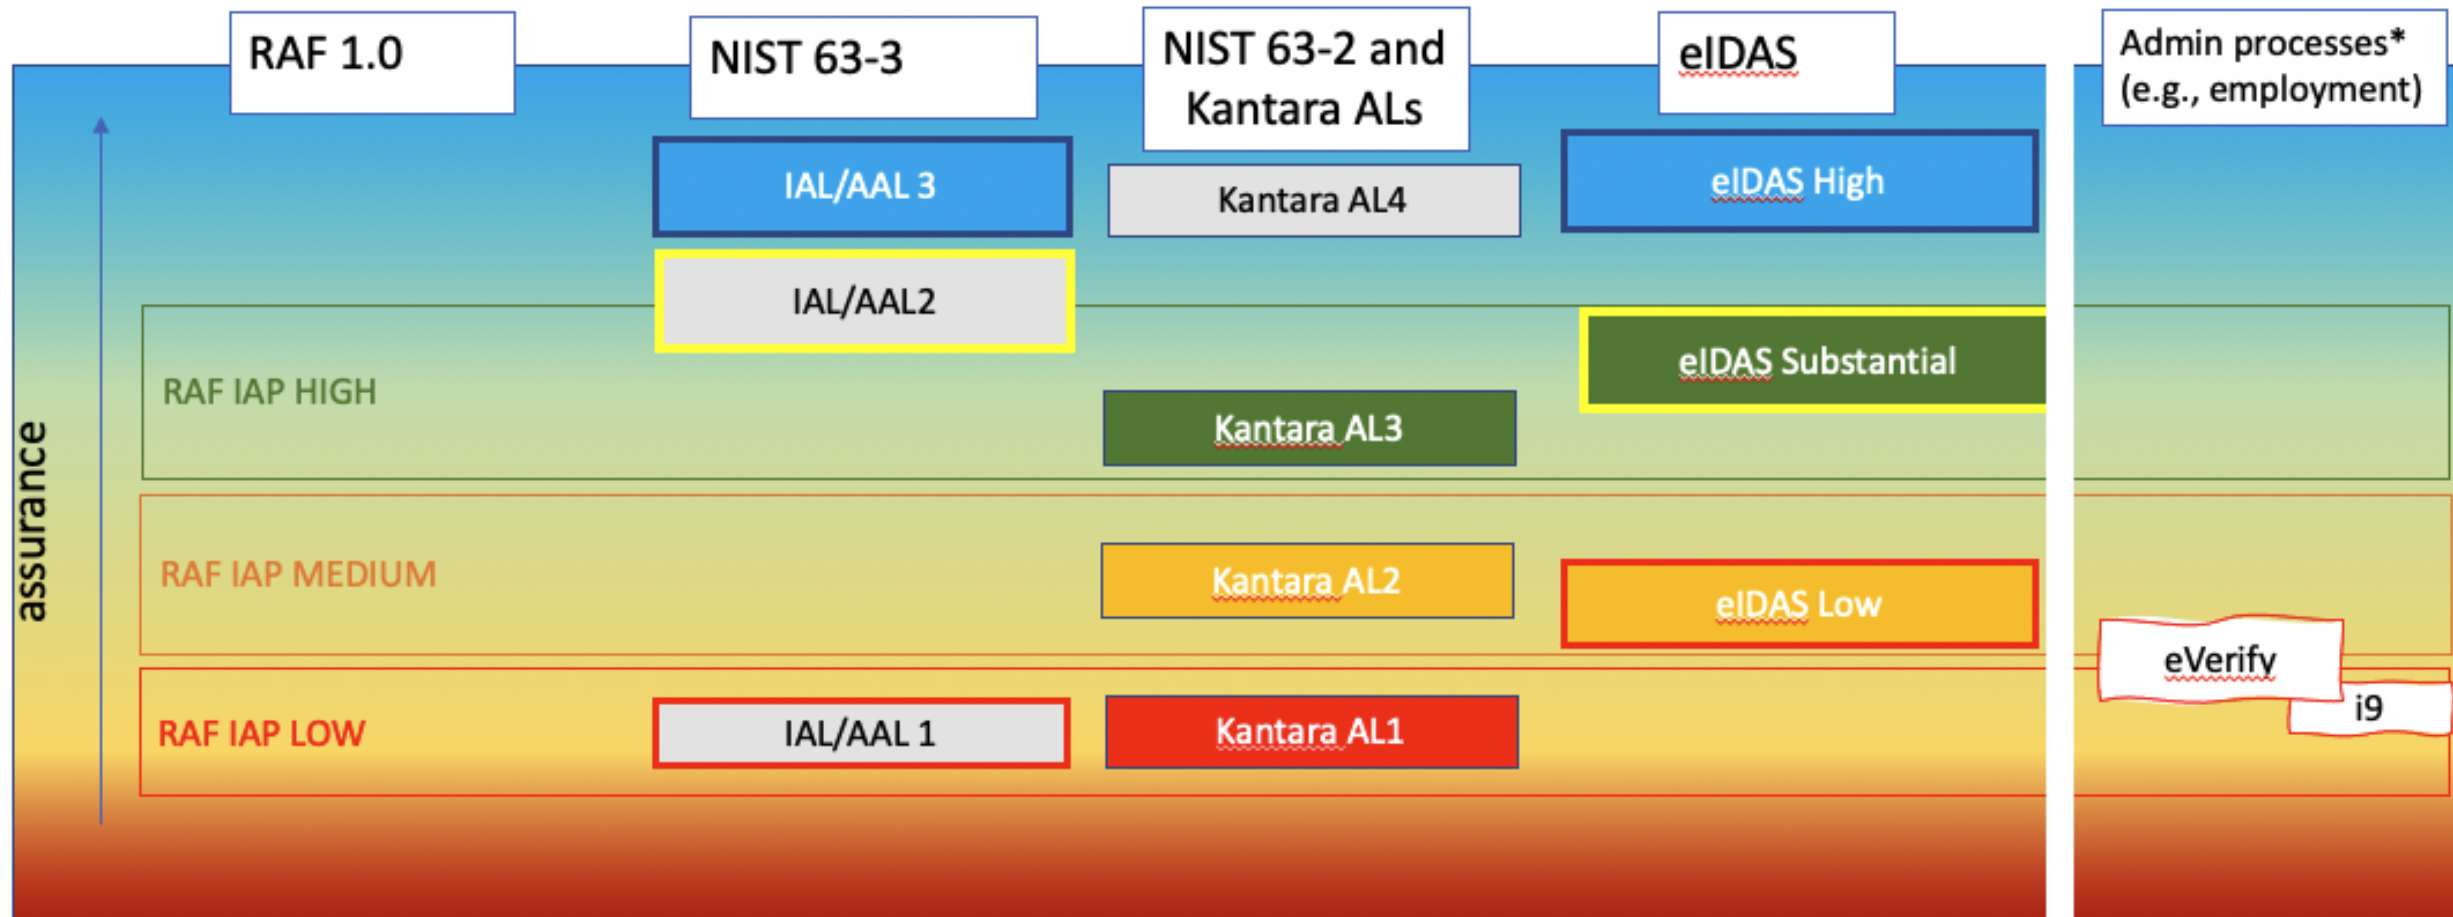 RAF 1.0
NIST 63-3
NIST 63-2 and
Kantara ALs
eIDAS
Admin processes*
(e.g., employment)
IAL/AAL 3
Kantara AL4
eIDAS High
IAL/AAL2
eIDAS Substantial
RAF IAP HIGH
Kantara AL3
assurance
RAF IAP MEDIUM
Kantara AL2
eIDAS Low
eVerify
i9
RAF IAP LOW
IAL/AAL 1
Kantara AL1